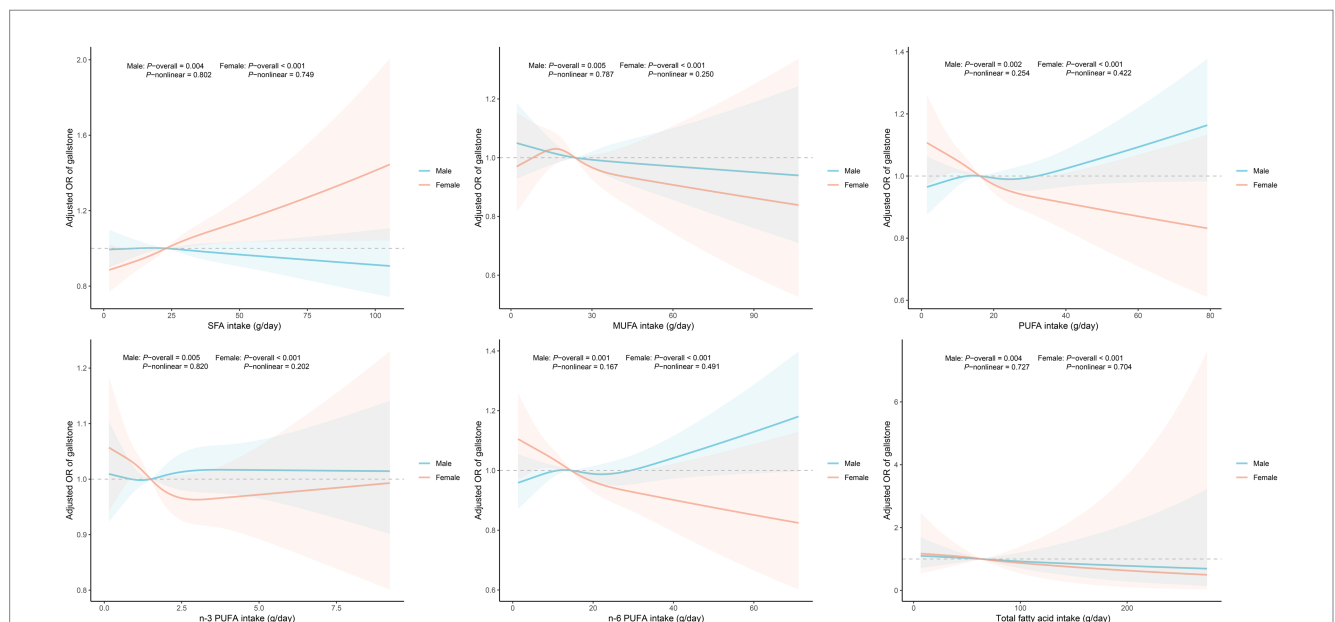 Male: P-overall = 0.004 Female: P-overall < 0.001
P-nonlinear = 0.802 P-nonlinear = 0.749
2.0
1.6
1.2
0.8
Adjusted OR of gallstone
0
25
50
75
100
SFA intake (g/day)
Male
Female
Male: P-overall = 0.005 Female: P-overall < 0.001
P-nonlinear = 0.787 P-nonlinear = 0.250
1.2
1.0
0.8
0.6
Adjusted OR of gallstone
0
30
60
90
MUFA intake (g/day)
Male
Female
Male: P-overall = 0.002 Female: P-overall < 0.001
P-nonlinear = 0.254 P-nonlinear = 0.422
1.4
1.2
1.0
0.8
0.6
Adjusted OR of gallstone
0
20
40
60
80
PUFA intake (g/day)
Male
Female
Male: P-overall = 0.005 Female: P-overall < 0.001
P-nonlinear = 0.820 P-nonlinear = 0.202
1.2
1.1
1.0
0.9
0.8
Adjusted OR of gallstone
0.0
2.5
5.0
7.5
n-3 PUFA intake (g/day)
Male
Female
Male: P-overall = 0.001 Female: P-overall < 0.001
P-nonlinear = 0.167 P-nonlinear = 0.491
1.4
1.2
1.0
0.8
0.6
Adjusted OR of gallstone
0
20
40
60
n-6 PUFA intake (g/day)
Male
Female
Male: P-overall = 0.004 Female: P-overall < 0.001
P-nonlinear = 0.727 P-nonlinear = 0.704
6
4
2
0
Adjusted OR of gallstone
100
200
Total fatty acid intake (g/day)
Male
Female